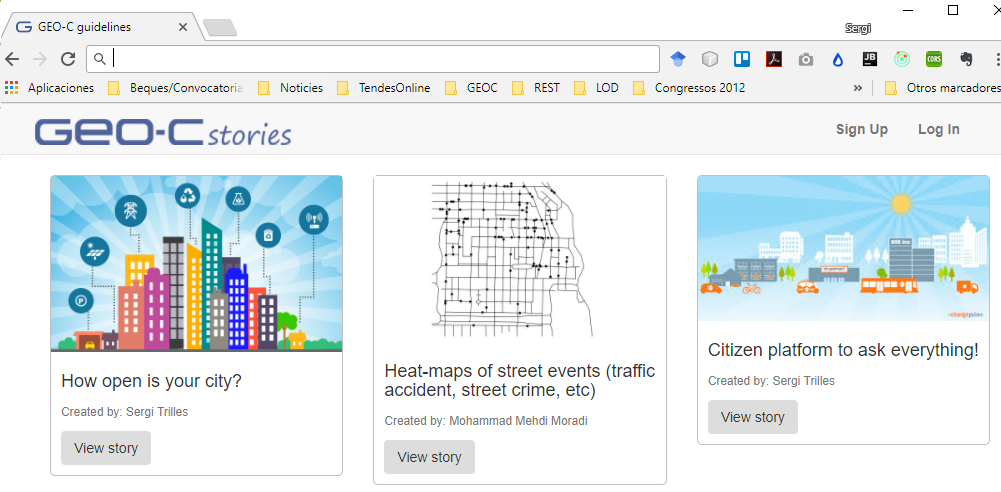 GEO-C guidelines
Sergi
Aplicaciones Beques/Convocatoria Noticies TendesOnline GEOC REST LOD Congressos 2012 » Otros marcadores
GEO-C stories
Sign Up Log In
How open is your city?
Created by: Sergi Trilles
View story
Heat-maps of street events (traffic
accident, street crime, etc)
Created by: Mohammad Mehdi Moradi
View story
Citizen platform to ask everything!
Created by: Sergi Trilles
View story